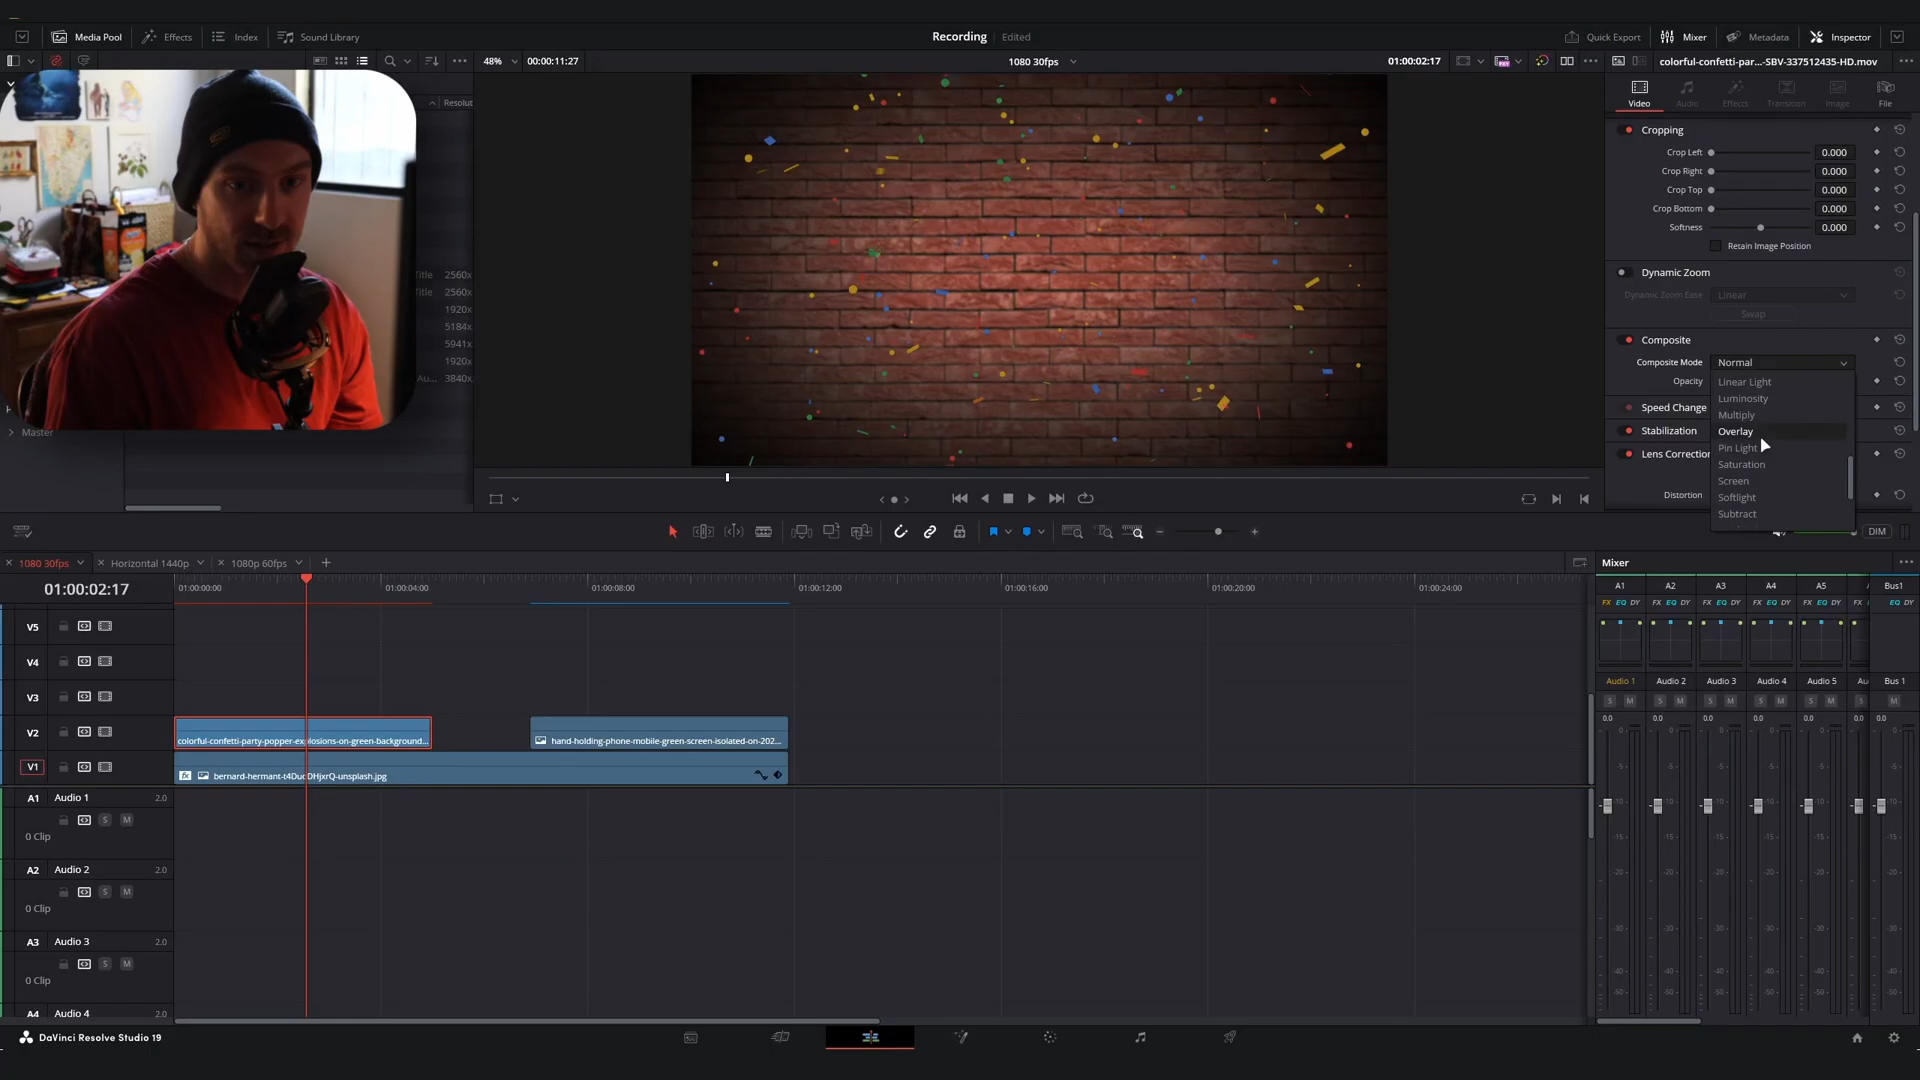 Media Pool
Effects
Index
Sound Library
Recording
Edited
Quick Export
Mixer
Metadata
Inspector
48%
00:00:11:27
1080 30fps
01:00:02:17
colorful-confetti-par...-SBV-337512435-HD.mov
Video
Audio
Effects
Transition
Image
File
Resolut
Title 2560x
Title 2560x
1920x
5184x
5941x
1920x
Au... 3840x
Master
Cropping
Crop Left 0.000
Crop Right 0.000
Crop Top 0.000
Crop Bottom 0.000
Softness 0.000
Retain Image Position
Dynamic Zoom
Dynamic Zoom Ease Linear
Swap
Composite
Composite Mode Normal
Opacity
Speed Change
Stabilization
Lens Correction
Distortion
Linear Light
Luminosity
Multiply
Overlay
Pin Light
Saturation
Screen
Softlight
Subtract
DIM
1080 30fps
Horizontal 1440p
1080p 60fps
01:00:02:17
01:00:00:00
01:00:04:00
01:00:08:00
01:00:12:00
01:00:16:00
01:00:20:00
01:00:24:00
V5
V4
V3
V2
colorful-confetti-party-popper-explosions-on-green-background...
hand-holding-phone-mobile-green-screen-isolated-on-202...
V1
fx
A1 Audio 1 2.0
S M
0 Clip
A2 Audio 2 2.0
S M
0 Clip
A3 Audio 3 2.0
S M
0 Clip
A4 Audio 4 2.0
Mixer
A1 A2 A3 A4 A5 Bus1
FX EQ DY FX EQ DY FX EQ DY FX EQ DY FX EQ DY EQ DY
Audio 1 Audio 2 Audio 3 Audio 4 Audio 5 Au Bus 1
S M S M S M S M S M S M
0.0 0.0 0.0 0.0 0.0 0.0
0
-5
-10
-15
-20
-30
-40
-50
DaVinci Resolve Studio 19